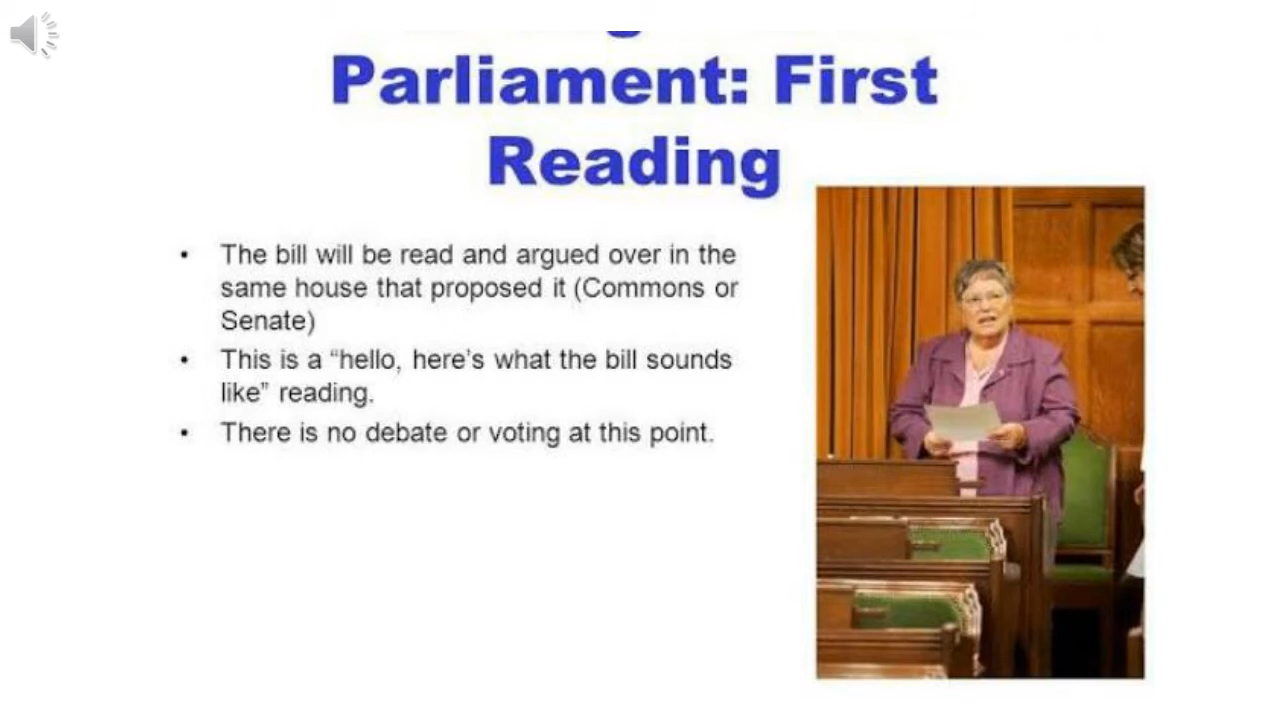 Parliament: First
Reading
• The bill will be read and argued over in the
same house that proposed it (Commons or
Senate)
• This is a “hello, here’s what the bill sounds
like” reading.
• There is no debate or voting at this point.